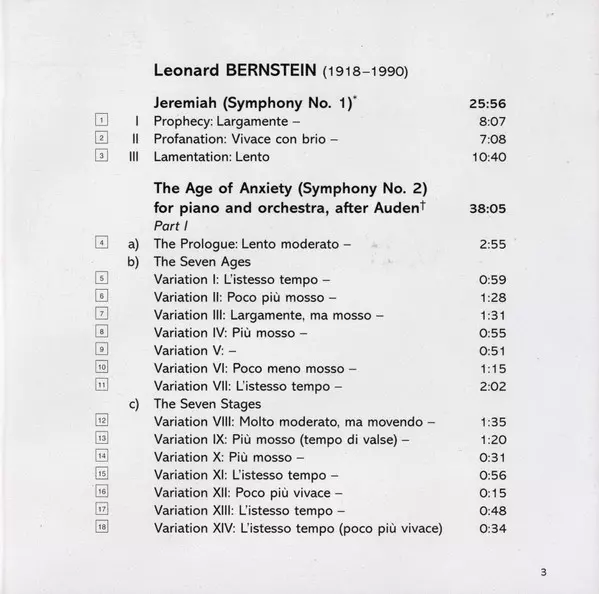 Leonard BERNSTEIN (1918–1990)
Jeremiah (Symphony No. 1)* 25:56
1 I Prophecy: Largamente – 8:07
2 II Profanation: Vivace con brio – 7:08
3 III Lamentation: Lento 10:40
The Age of Anxiety (Symphony No. 2)
for piano and orchestra, after Auden† 38:05
Part I
4 a) The Prologue: Lento moderato – 2:55
b) The Seven Ages
5 Variation I: L'istesso tempo – 0:59
6 Variation II: Poco più mosso – 1:28
7 Variation III: Largamente, ma mosso – 1:31
8 Variation IV: Più mosso – 0:55
9 Variation V: – 0:51
10 Variation VI: Poco meno mosso – 1:15
11 Variation VII: L'istesso tempo – 2:02
c) The Seven Stages
12 Variation VIII: Molto moderato, ma movendo – 1:35
13 Variation IX: Più mosso (tempo di valse) – 1:20
14 Variation X: Più mosso – 0:31
15 Variation XI: L'istesso tempo – 0:56
16 Variation XII: Poco più vivace – 0:15
17 Variation XIII: L'istesso tempo – 0:48
18 Variation XIV: L'istesso tempo (poco più vivace) 0:34
3